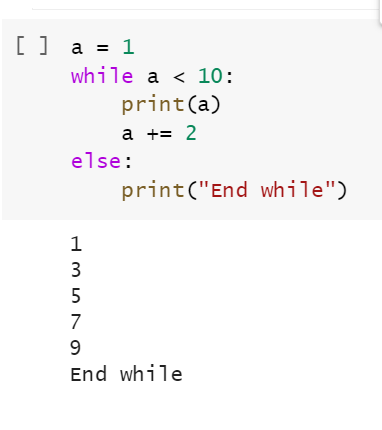 [ ] a = 1
while a < 10:
    print(a)
    a += 2
else:
    print("End while")
1
3
5
7
9
End while